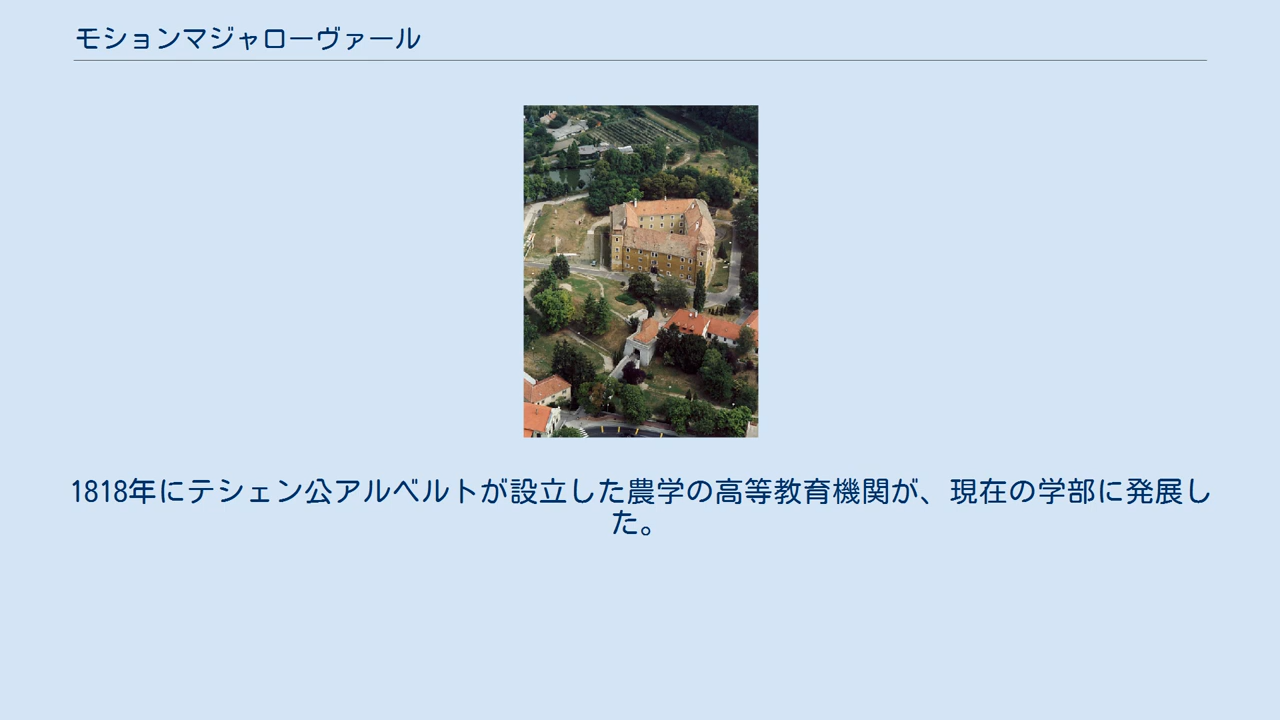 モションマジャローヴァール
1818年にテシェン公アルベルトが設立した農学の高等教育機関が、現在の学部に発展し
た。